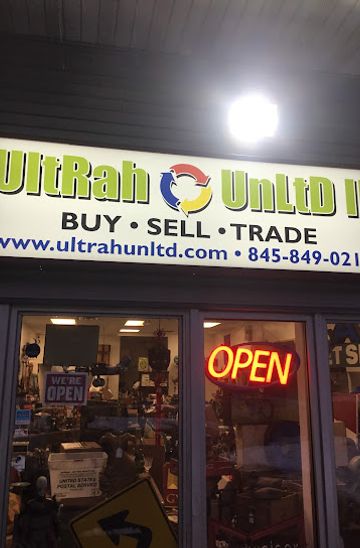 UltRah UnLtD I
BUY • SELL • TRADE
www.ultrahunltd.com • 845-849-021
OPEN
WE'RE
OPEN
UNITED STATES
POSTAL SERVICE